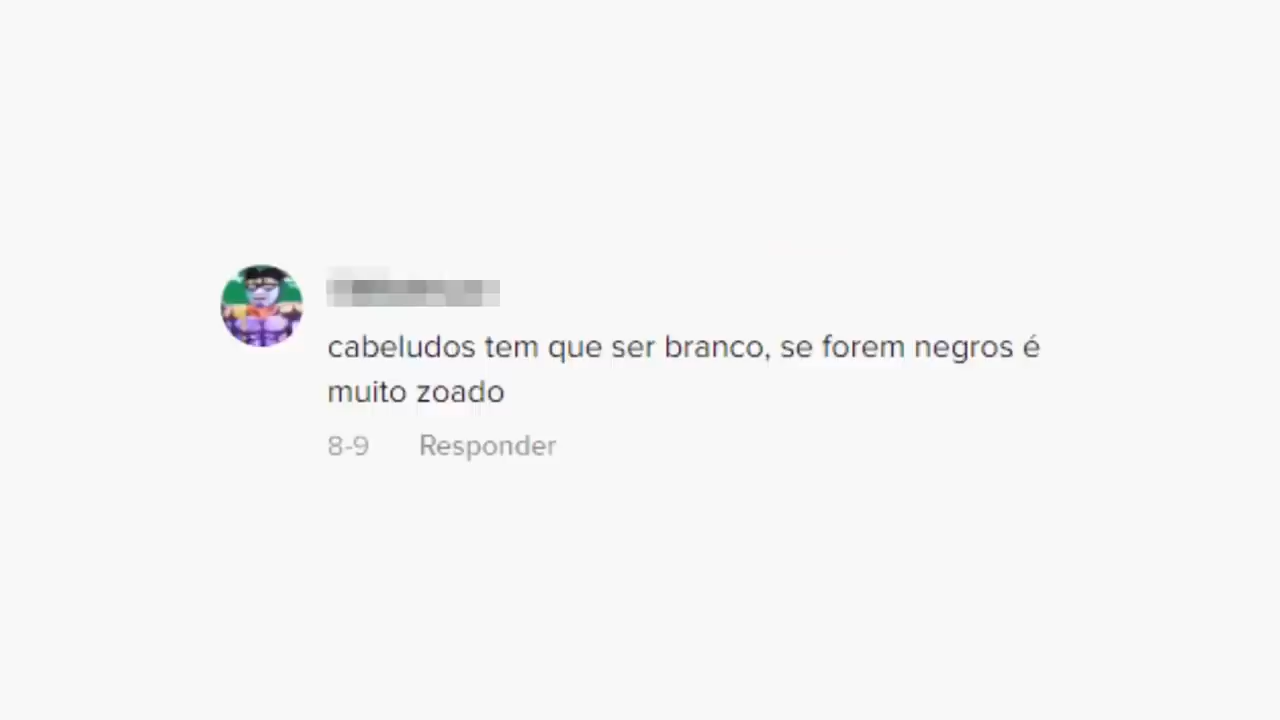 cabeludos tem que ser branco, se forem negros é
muito zoado
8-9 Responder